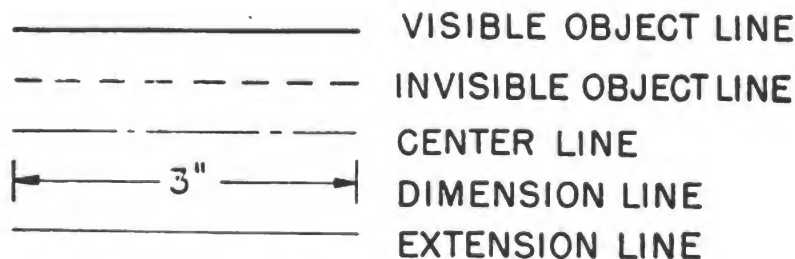 VISIBLE OBJECT LINE
INVISIBLE OBJECT LINE
CENTER LINE
3"
DIMENSION LINE
EXTENSION LINE